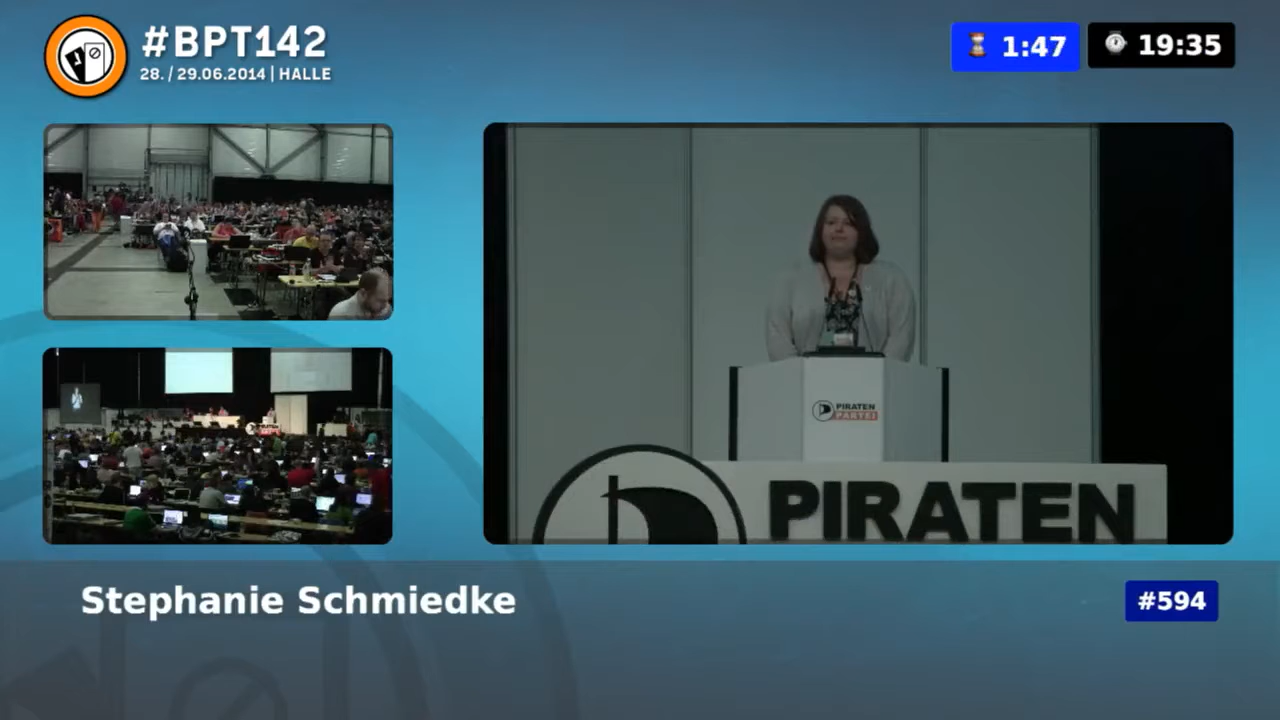 #BPT142
28. / 29.06.2014 | HALLE
1:47
19:35
PIRATEN
PARTEI
PIRATEN
Stephanie Schmiedke
#594